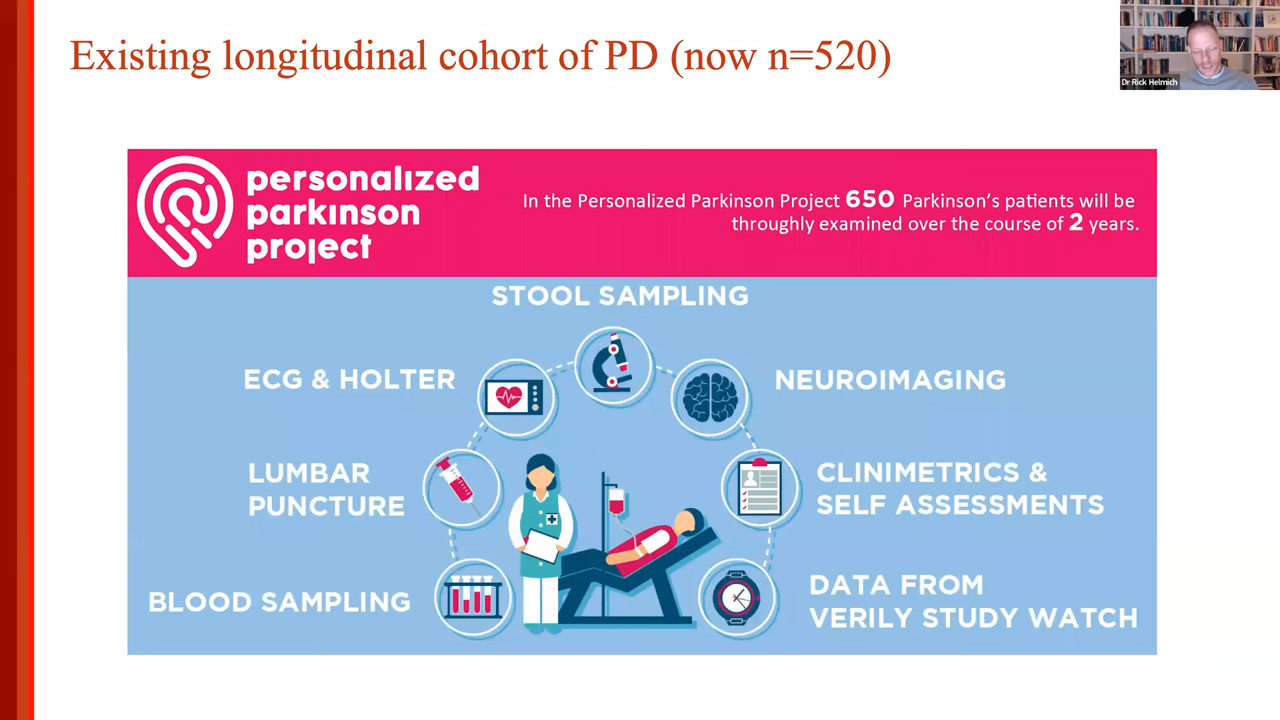 Existing longitudinal cohort of PD (now n=520)
Dr Rick Helmich
personalized
parkinson
project
In the Personalized Parkinson Project 650 Parkinson's patients will be
throughly examined over the course of 2 years.
STOOL SAMPLING
ECG & HOLTER
NEUROIMAGING
LUMBAR
PUNCTURE
CLINIMETRICS &
SELF ASSESSMENTS
BLOOD SAMPLING
DATA FROM
VERILY STUDY WATCH